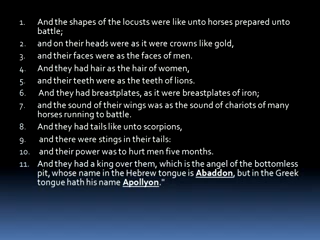 1. And the shapes of the locusts were like unto horses prepared unto
battle;
2. and on their heads were as it were crowns like gold,
3. and their faces were as the faces of men.
4. And they had hair as the hair of women,
5. and their teeth were as the teeth of lions.
6. And they had breastplates, as it were breastplates of iron;
7. and the sound of their wings was as the sound of chariots of many
horses running to battle.
8. And they had tails like unto scorpions,
9. and there were stings in their tails:
10. and their power was to hurt men five months.
11. And they had a king over them, which is the angel of the bottomless
pit, whose name in the Hebrew tongue is Abaddon, but in the Greek
tongue hath his name Apollyon."